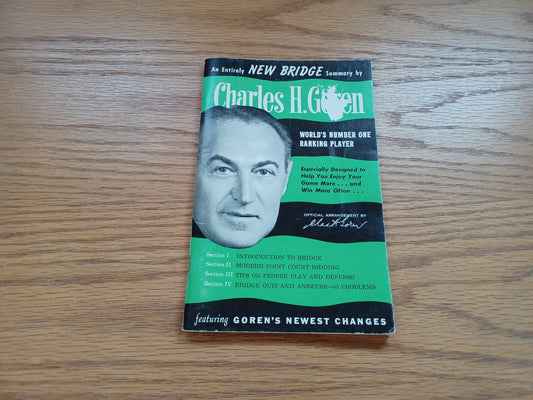 An Entirely NEW BRIDGE Summary by
Charles H. Goren
WORLD'S NUMBER ONE
RANKING PLAYER
Especially Designed to
Help You Enjoy Your
Game More . . . and
Win More Often . . .
OFFICIAL ARRANGEMENT BY
Chas H. Goren
Section I INTRODUCTION TO BRIDGE
Section II MODERN POINT COUNT BIDDING
Section III TIPS ON PROPER PLAY AND DEFENSE
Section IV BRIDGE QUIZ AND ANSWERS—60 PROBLEMS
featuring GOREN'S NEWEST CHANGES